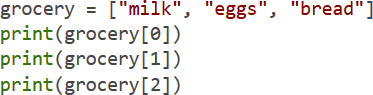 grocery = ["milk", "eggs", "bread"]
print(grocery[0])
print(grocery[1])
print(grocery[2])